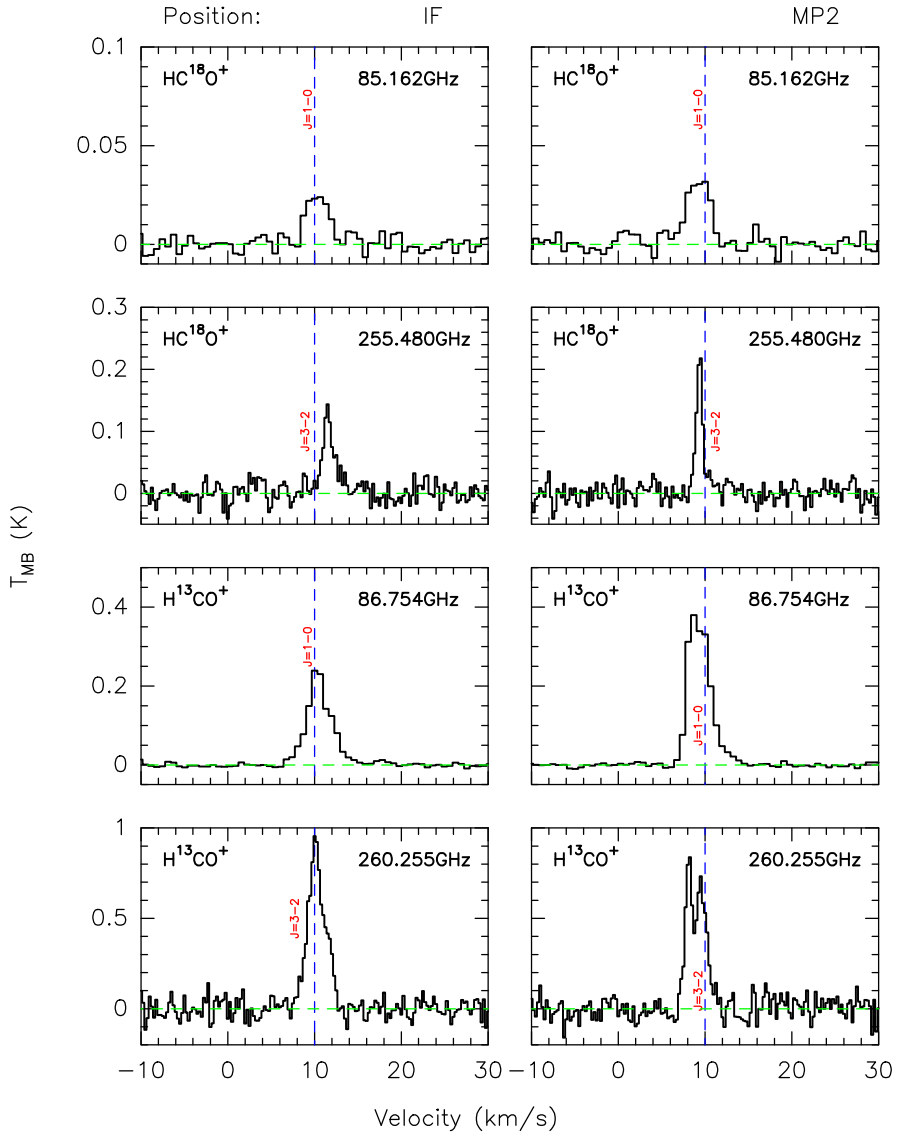 Position: IF MP2
0.1
0.05
0
HC¹⁸O⁺ 85.162GHz
J=1-0
HC¹⁸O⁺ 85.162GHz
J=1-0
0.3
0.2
0.1
0
HC¹⁸O⁺ 255.480GHz
J=3-2
HC¹⁸O⁺ 255.480GHz
J=3-2
T_MB (K)
0.4
0.2
0
H¹³CO⁺ 86.754GHz
J=1-0
H¹³CO⁺ 86.754GHz
J=1-0
1
0.5
0
H¹³CO⁺ 260.255GHz
J=3-2
H¹³CO⁺ 260.255GHz
J=3-2
−10 0 10 20 30 −10 0 10 20 30
Velocity (km/s)